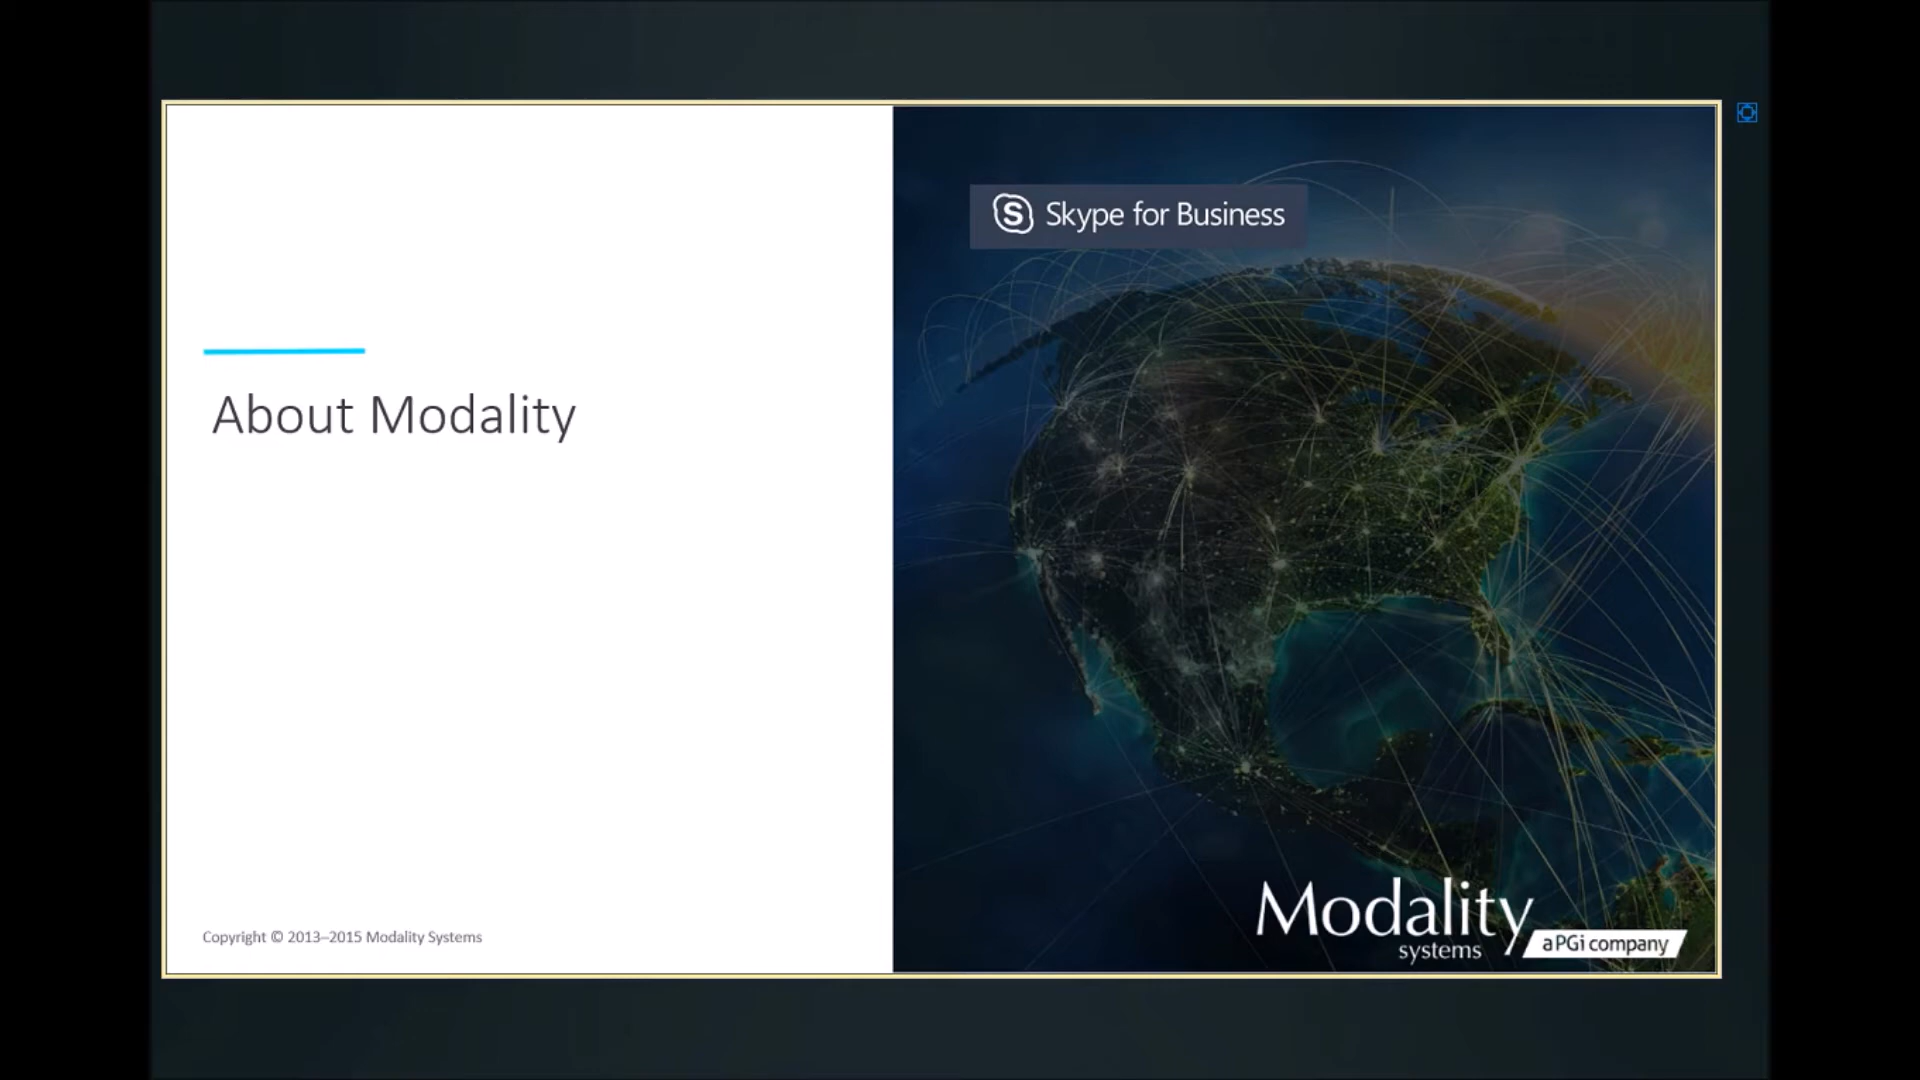 Skype for Business
About Modality
Copyright © 2013–2015 Modality Systems
Modality
systems
a PGi company